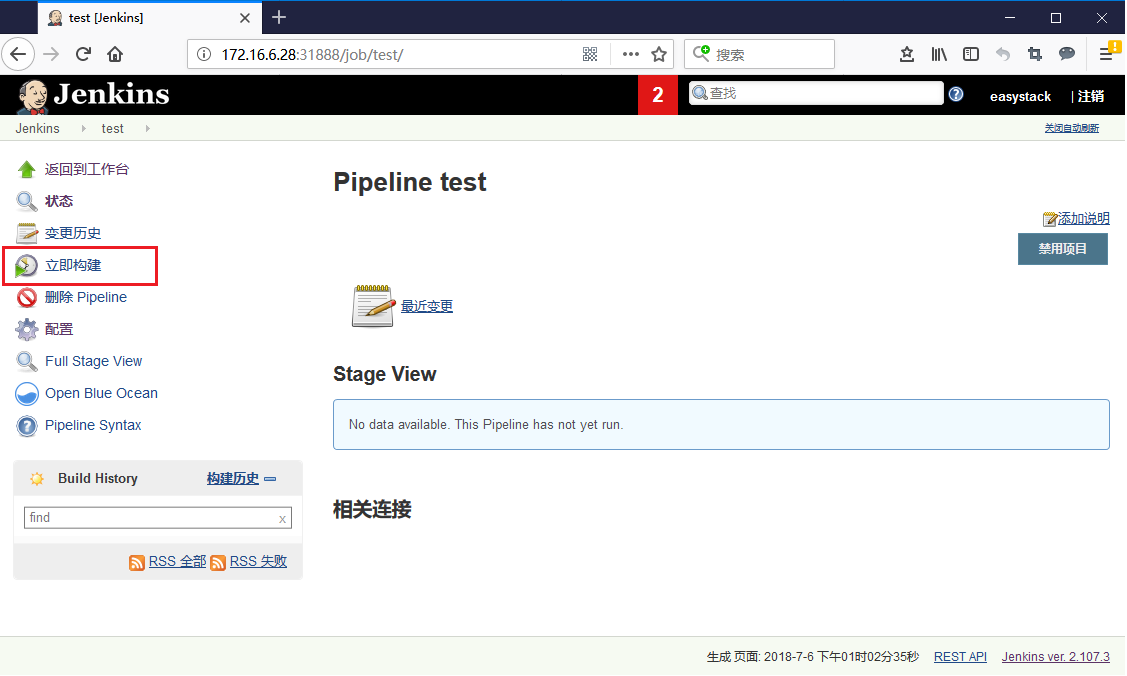 test [Jenkins]
172.16.6.28:31888/job/test/
搜索
Jenkins
2
查找
easystack | 注销
Jenkins test
关闭自动刷新
返回到工作台
状态
变更历史
立即构建
删除 Pipeline
配置
Full Stage View
Open Blue Ocean
Pipeline Syntax
Build History 构建历史
find x
RSS 全部 RSS 失败
Pipeline test
添加说明
禁用项目
最近变更
Stage View
No data available. This Pipeline has not yet run.
相关连接
生成 页面: 2018-7-6 下午01时02分35秒 REST API Jenkins ver. 2.107.3